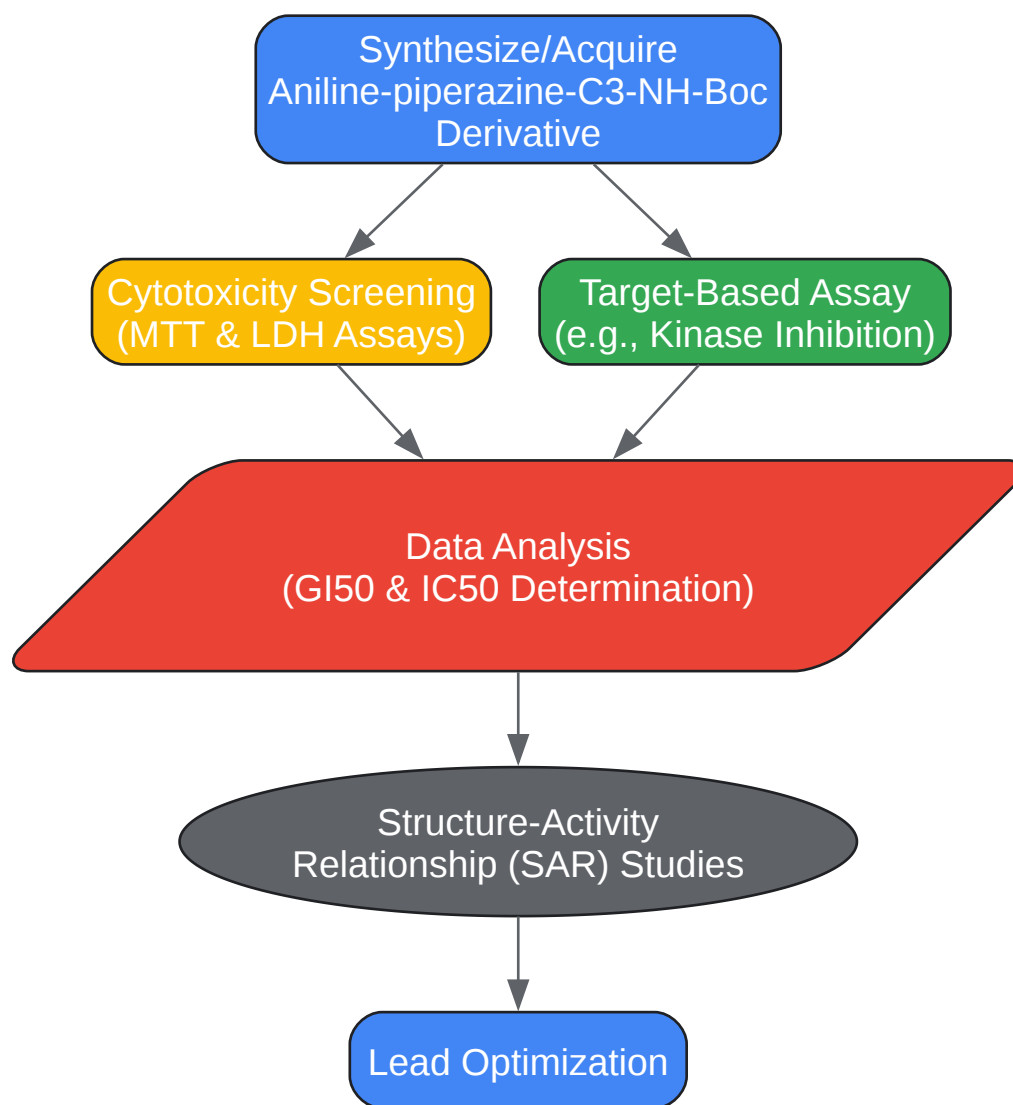 Synthesize/Acquire
Aniline-piperazine-C3-NH-Boc
Derivative
Cytotoxicity Screening
(MTT & LDH Assays)
Target-Based Assay
(e.g., Kinase Inhibition)
Data Analysis
(GI50 & IC50 Determination)
Structure-Activity
Relationship (SAR) Studies
Lead Optimization